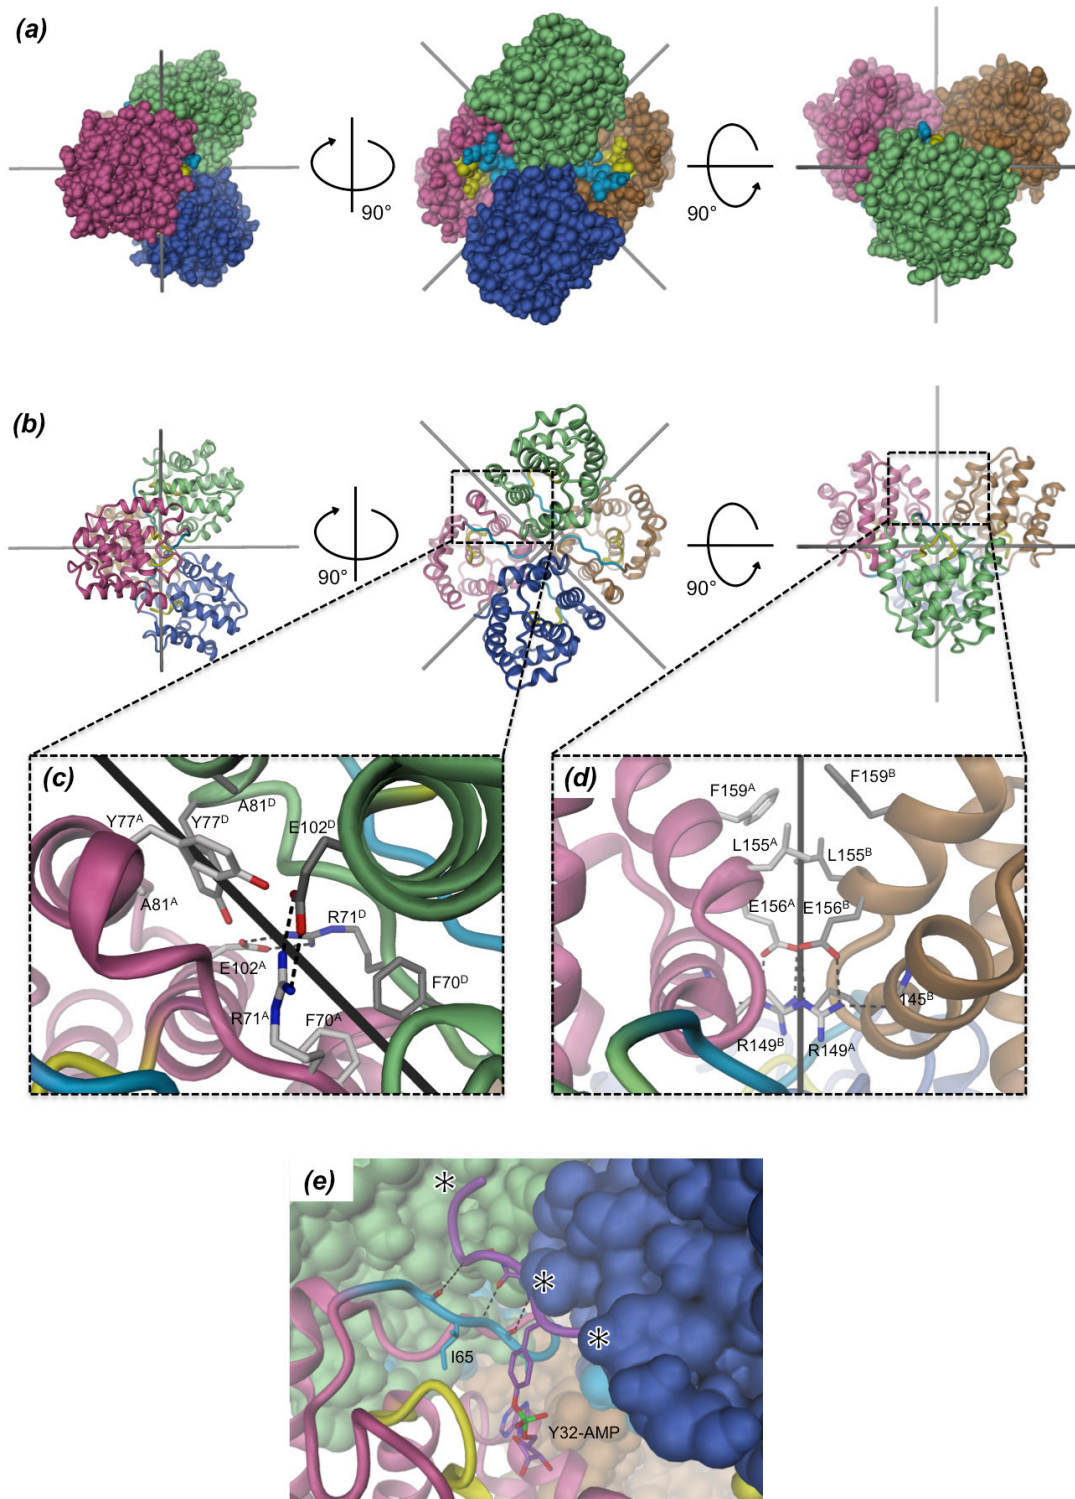 (a)
90°
90°
(b)
90°
90°
(c)
A81ᴰ
Y77ᴬ
Y77ᴰ
E102ᴰ
A81ᴬ
R71ᴰ
E102ᴬ
F70ᴰ
R71ᴬ
F70ᴬ
(d)
F159ᴬ
F159ᴮ
L155ᴬ
L155ᴮ
E156ᴬ
E156ᴮ
145ᴮ
R149ᴮ
R149ᴬ
(e)
*
*
*
I65
Y32-AMP